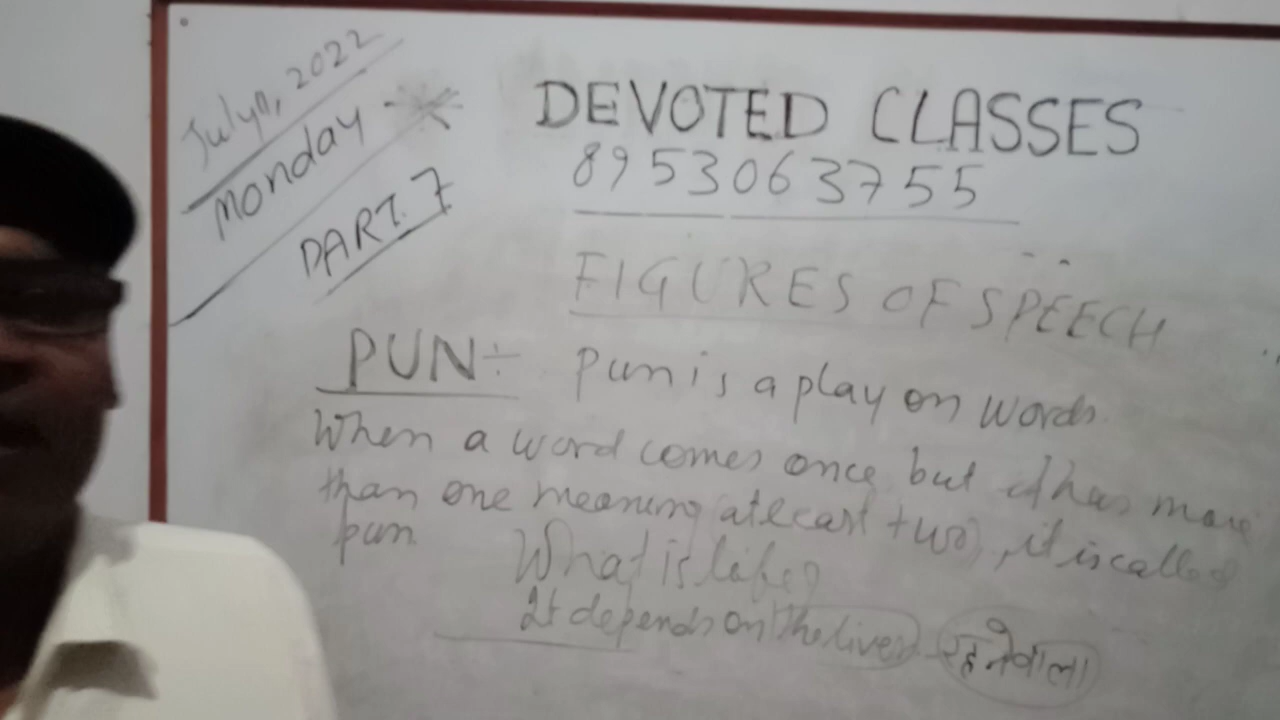 July 11, 2022
Monday
PART. 7
DEVOTED CLASSES
8953063755
FIGURES OF SPEECH
PUN÷ Pun is a play on words.
When a word comes once but it has more
than one meaning (atleast two), it is called
pun.
What is life?
It depends on the liver - रहनेवाला